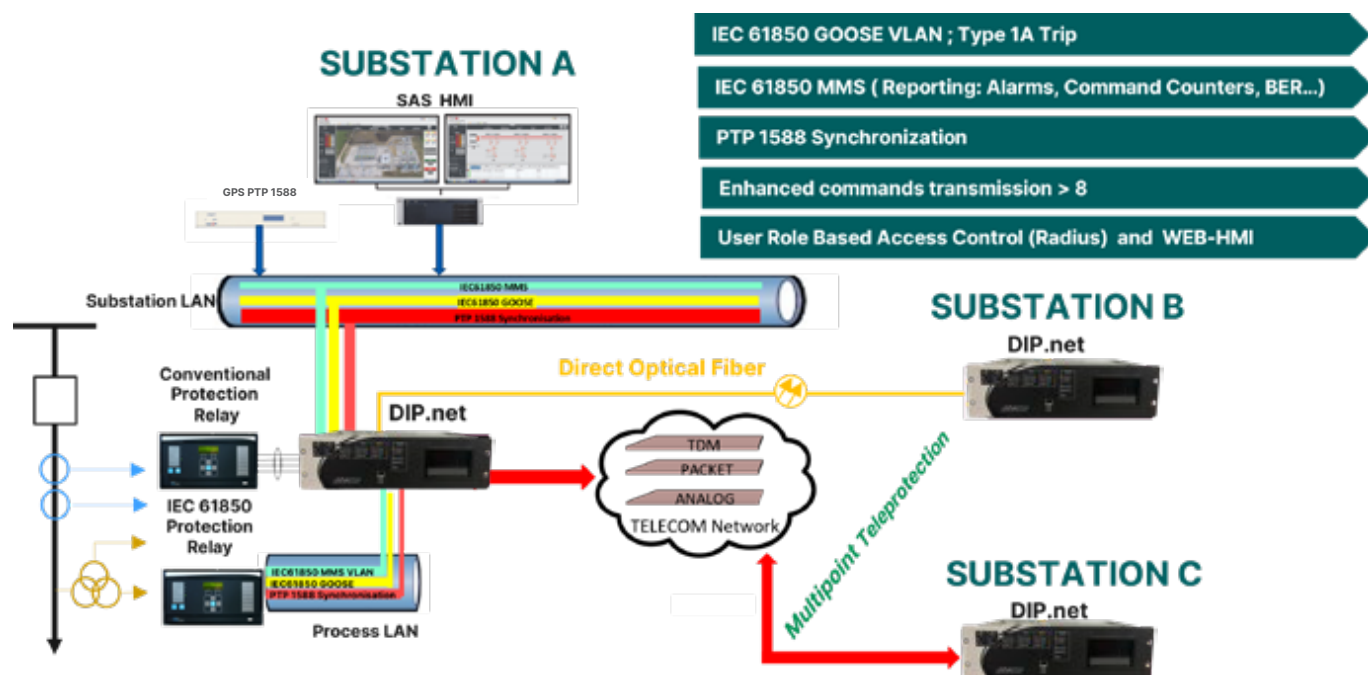 IEC 61850 GOOSE VLAN ; Type 1A Trip
IEC 61850 MMS ( Reporting: Alarms, Command Counters, BER...)
PTP 1588 Synchronization
Enhanced commands transmission > 8
User Role Based Access Control (Radius) and WEB-HMI
SUBSTATION A
SAS HMI
GPS PTP 1588
Substation LAN
IEC61850 MMS
IEC61850 GOOSE
PTP 1588 Synchronisation
SUBSTATION B
DIP.net
Direct Optical Fiber
Conventional
Protection
Relay
DIP.net
TDM
PACKET
ANALOG
TELECOM Network
Multipoint Teleprotection
IEC 61850
Protection
Relay
IEC61850 MMS VLAN
IEC61850 GOOSE
PTP 1588 Synchronisation
Process LAN
SUBSTATION C
DIP.net